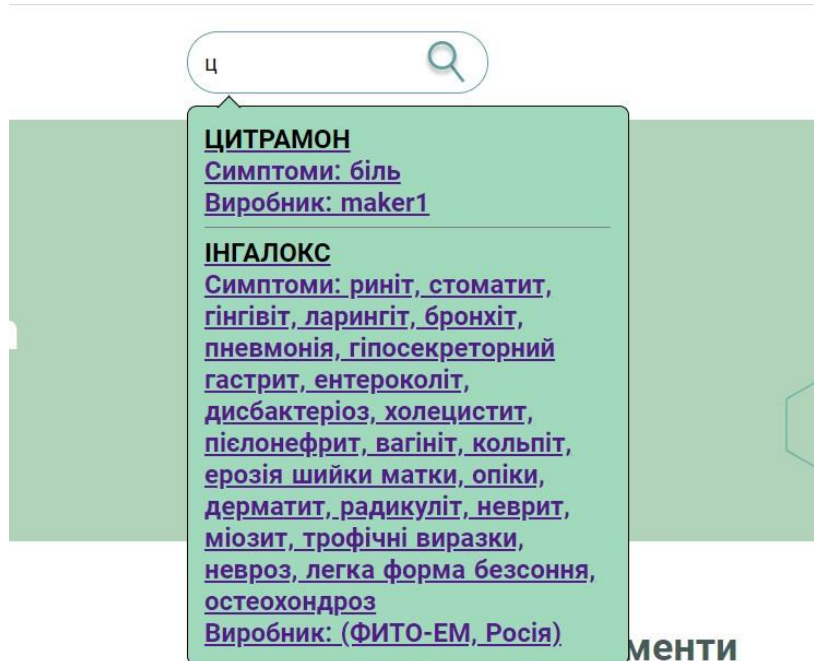 ц
ЦИТРАМОН
Симптоми: біль
Виробник: maker1
ІНГАЛОКС
Симптоми: риніт, стоматит,
гінгівіт, ларингіт, бронхіт,
пневмонія, гіпосекреторний
гастрит, ентероколіт,
дисбактеріоз, холецистит,
пієлонефрит, вагініт, кольпіт,
ерозія шийки матки, опіки,
дерматит, радикуліт, неврит,
міозит, трофічні виразки,
невроз, легка форма безсоння,
остеохондроз
Виробник: (ФИТО-ЕМ, Росія)
менти